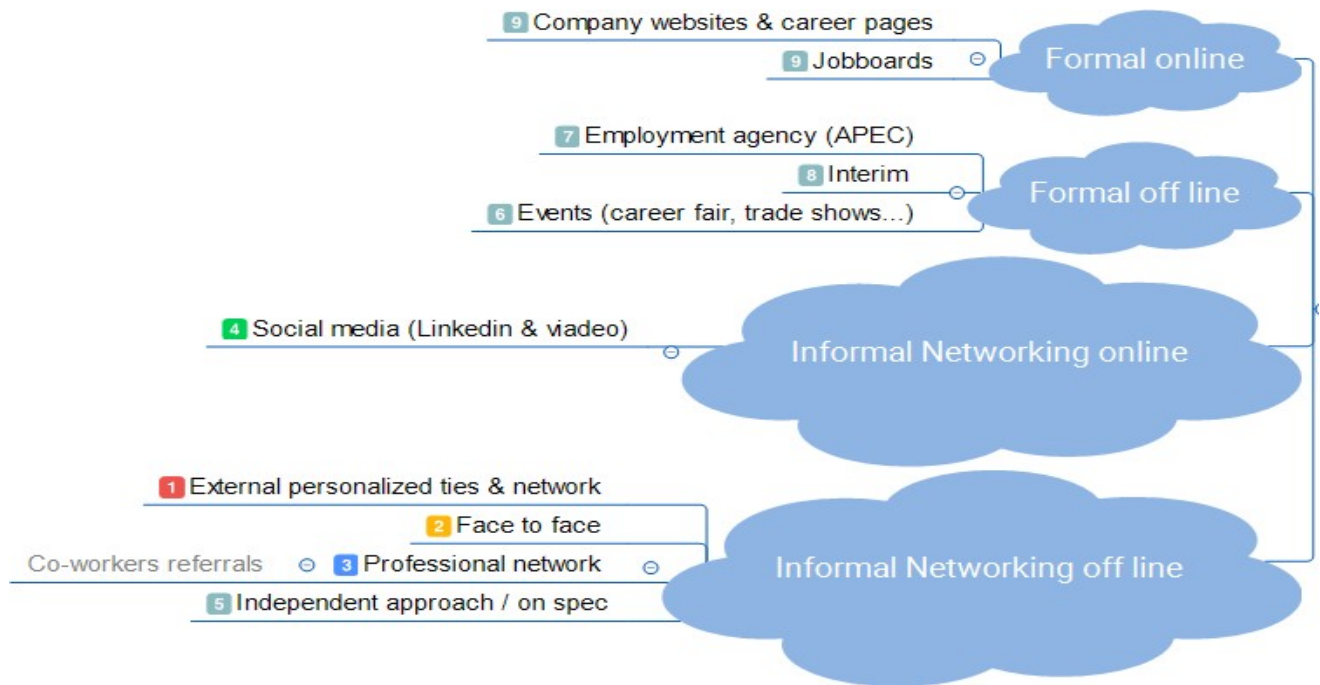 9 Company websites & career pages
9 Jobboards
Formal online
7 Employment agency (APEC)
8 Interim
6 Events (career fair, trade shows...)
Formal off line
4 Social media (Linkedin & viadeo)
Informal Networking online
1 External personalized ties & network
2 Face to face
Co-workers referrals
3 Professional network
5 Independent approach / on spec
Informal Networking off line